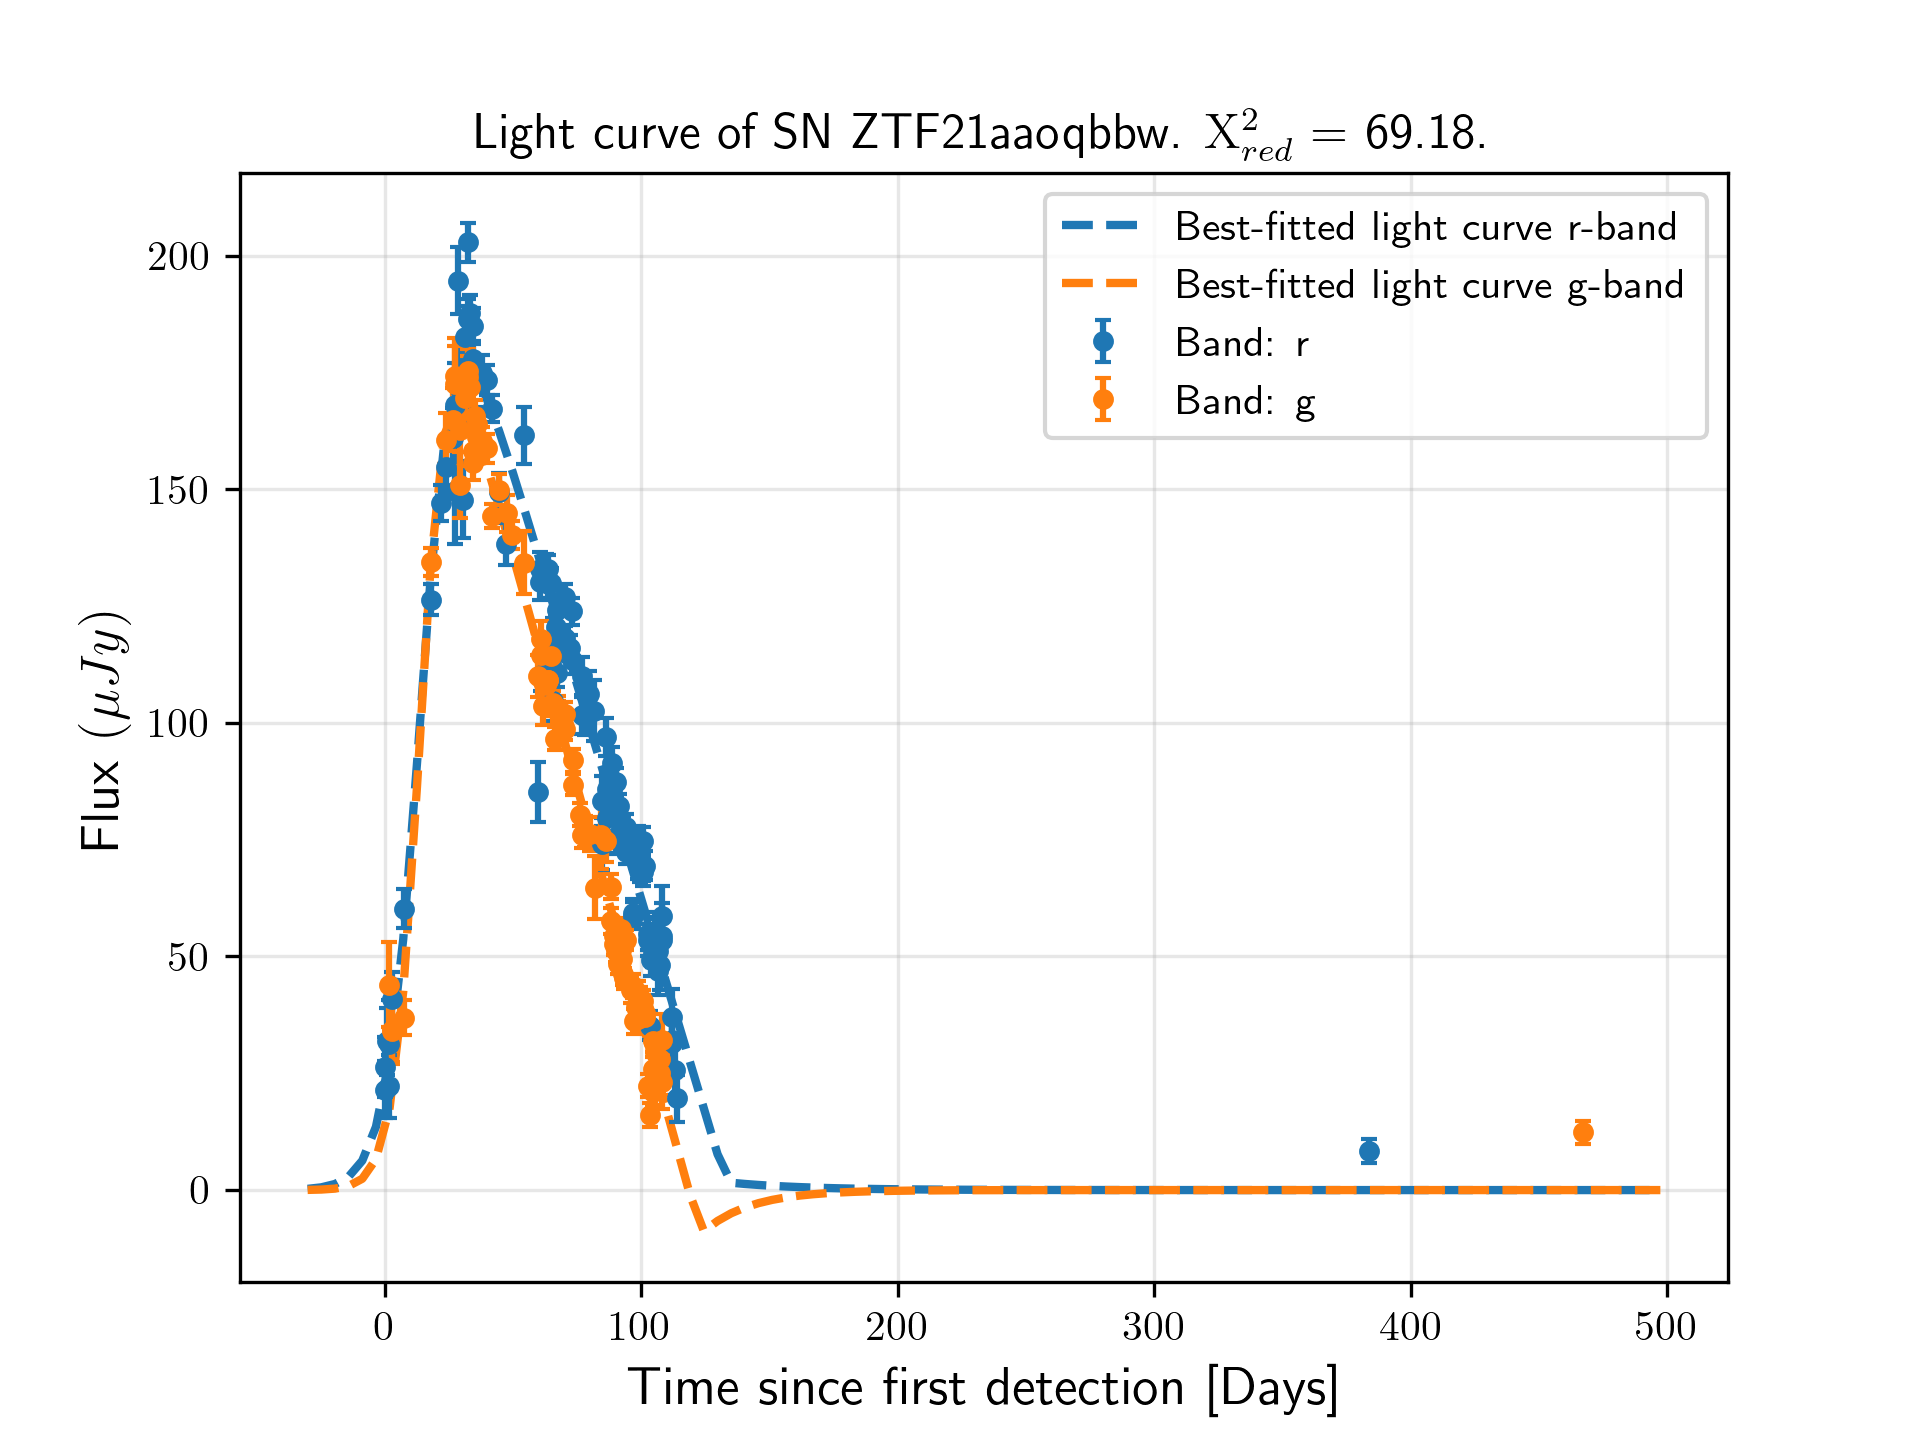 Light curve of SN ZTF21aaoqbbw. X²_red = 69.18.
Best-fitted light curve r-band
Best-fitted light curve g-band
Band: r
Band: g
Flux (μJy)
200
150
100
50
0
0 100 200 300 400 500
Time since first detection [Days]